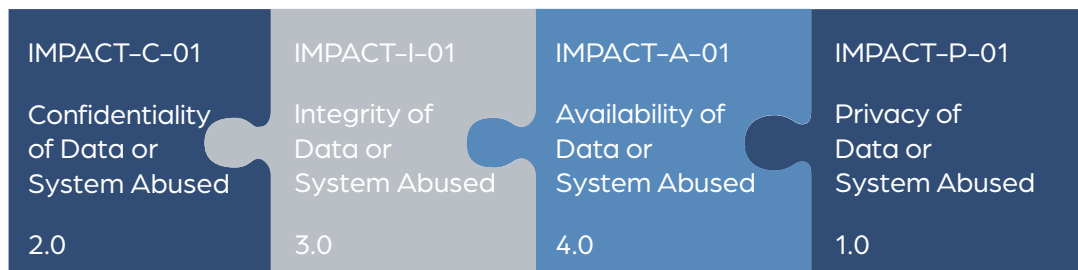 IMPACT-C-01
Confidentiality
of Data or
System Abused
2.0
IMPACT-I-01
Integrity of
Data or
System Abused
3.0
IMPACT-A-01
Availability of
Data or
System Abused
4.0
IMPACT-P-01
Privacy of
Data or
System Abused
1.0